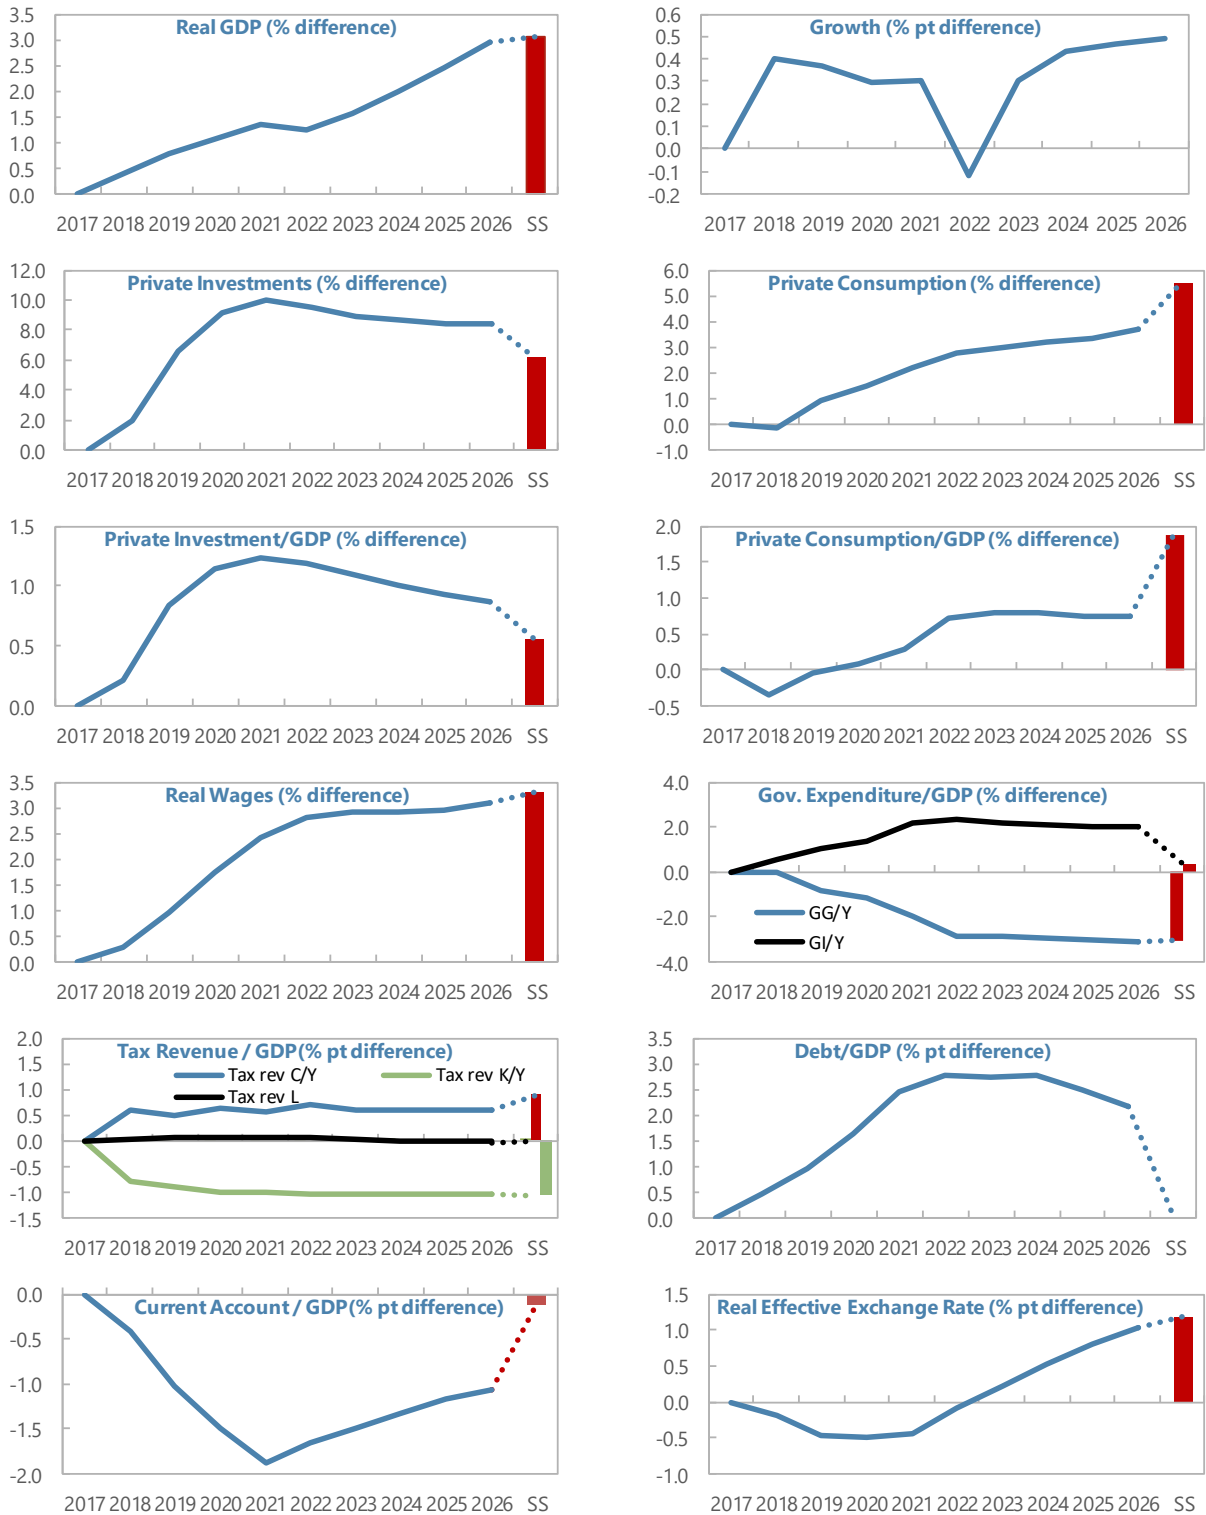 Real GDP (% difference)
3.5
3.0
2.5
2.0
1.5
1.0
0.5
0.0
2017 2018 2019 2020 2021 2022 2023 2024 2025 2026 SS
Growth (% pt difference)
0.6
0.5
0.4
0.3
0.2
0.1
0.0
-0.1
-0.2
2017 2018 2019 2020 2021 2022 2023 2024 2025 2026
Private Investments (% difference)
12.0
10.0
8.0
6.0
4.0
2.0
0.0
2017 2018 2019 2020 2021 2022 2023 2024 2025 2026 SS
Private Consumption (% difference)
6.0
5.0
4.0
3.0
2.0
1.0
0.0
-1.0
2017 2018 2019 2020 2021 2022 2023 2024 2025 2026 SS
Private Investment/GDP (% difference)
1.5
1.0
0.5
0.0
2017 2018 2019 2020 2021 2022 2023 2024 2025 2026 SS
Private Consumption/GDP (% difference)
2.0
1.5
1.0
0.5
0.0
-0.5
2017 2018 2019 2020 2021 2022 2023 2024 2025 2026 SS
Real Wages (% difference)
3.5
3.0
2.5
2.0
1.5
1.0
0.5
0.0
2017 2018 2019 2020 2021 2022 2023 2024 2025 2026 SS
Gov. Expenditure/GDP (% difference)
4.0
2.0
0.0
-2.0
-4.0
GG/Y
GI/Y
2017 2018 2019 2020 2021 2022 2023 2024 2025 2026 SS
Tax Revenue / GDP(% pt difference)
Tax rev C/Y Tax rev K/Y
Tax rev L
2.0
1.5
1.0
0.5
0.0
-0.5
-1.0
-1.5
2017 2018 2019 2020 2021 2022 2023 2024 2025 2026 SS
Debt/GDP (% pt difference)
3.5
3.0
2.5
2.0
1.5
1.0
0.5
0.0
2017 2018 2019 2020 2021 2022 2023 2024 2025 2026 SS
Current Account / GDP(% pt difference)
0.0
-0.5
-1.0
-1.5
-2.0
2017 2018 2019 2020 2021 2022 2023 2024 2025 2026 SS
Real Effective Exchange Rate (% pt difference)
1.5
1.0
0.5
0.0
-0.5
-1.0
2017 2018 2019 2020 2021 2022 2023 2024 2025 2026 SS